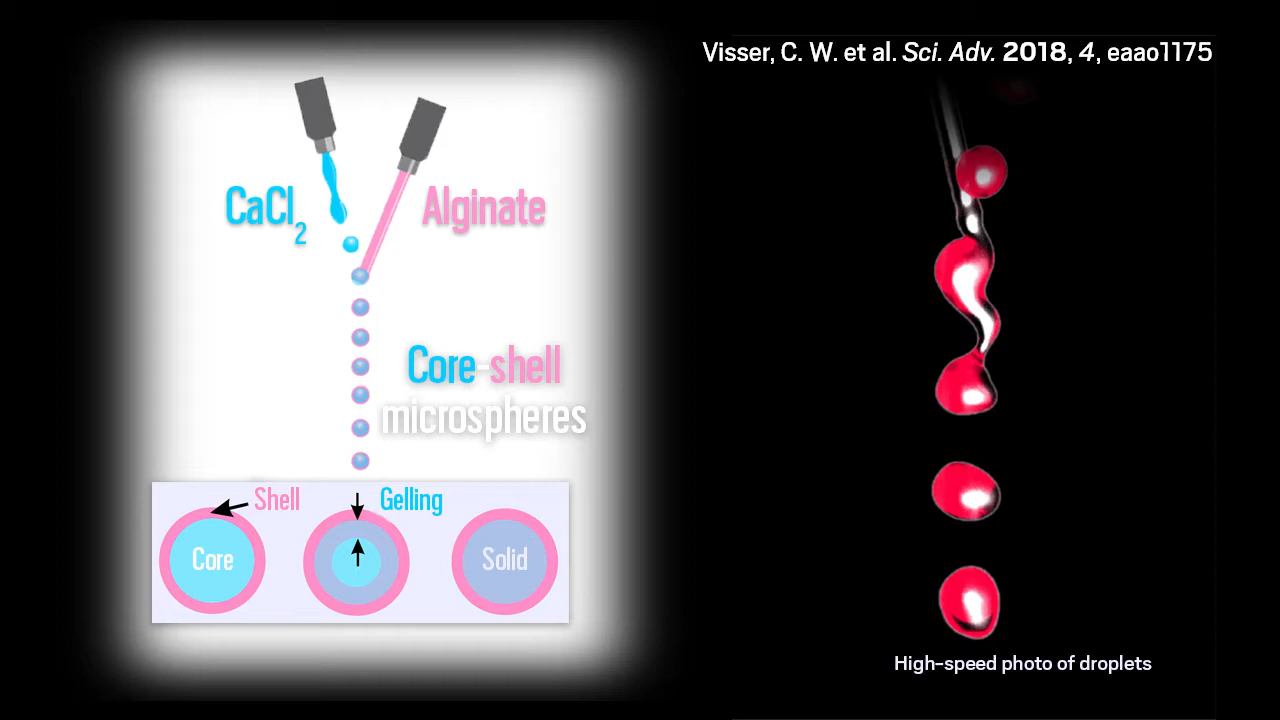 Visser, C. W. et al. Sci. Adv. 2018, 4, eaao1175
CaCl2
Alginate
Core-shell
microspheres
Shell
Gelling
Core
Solid
High-speed photo of droplets